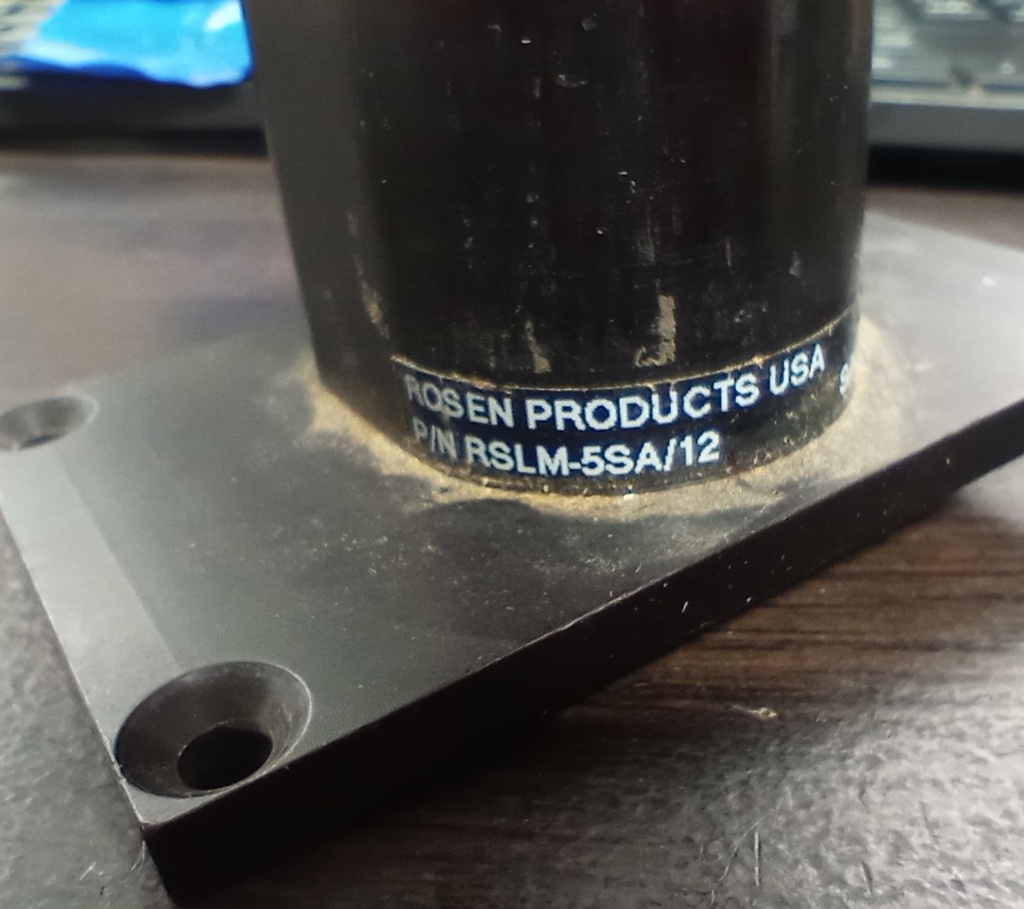 ROSEN PRODUCTS USA
P/N RSLM-5SA/12